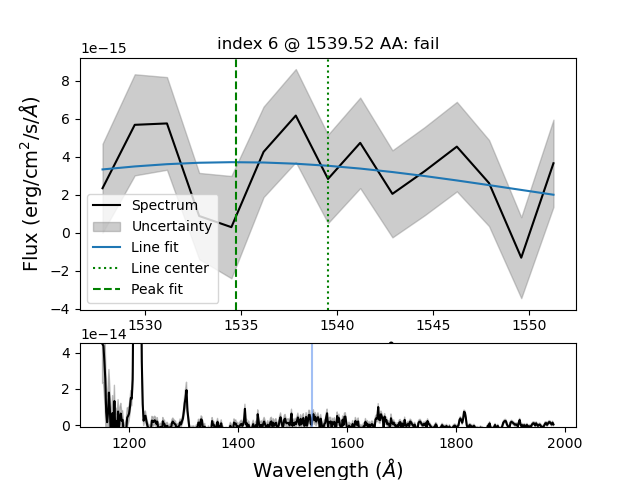 index 6 @ 1539.52 AA: fail
1e−15
8
6
4
2
0
−2
−4
Flux (erg/cm²/s/Å)
Spectrum
Uncertainty
Line fit
Line center
Peak fit
1530
1535
1540
1545
1550
1e−14
4
2
0
1200
1400
1600
1800
2000
Wavelength (Å)